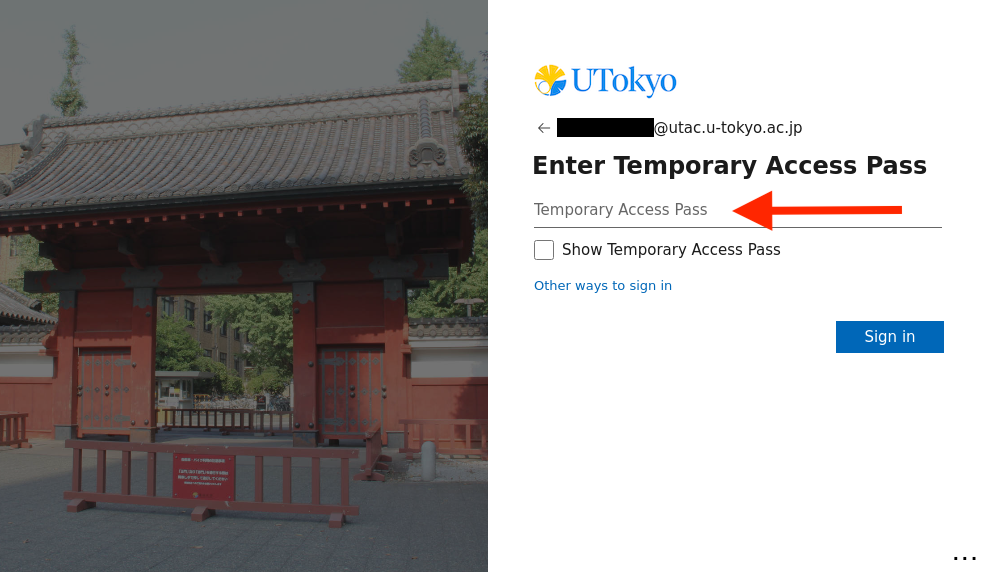 UTokyo
@utac.u-tokyo.ac.jp
Enter Temporary Access Pass
Temporary Access Pass
Show Temporary Access Pass
Other ways to sign in
Sign in